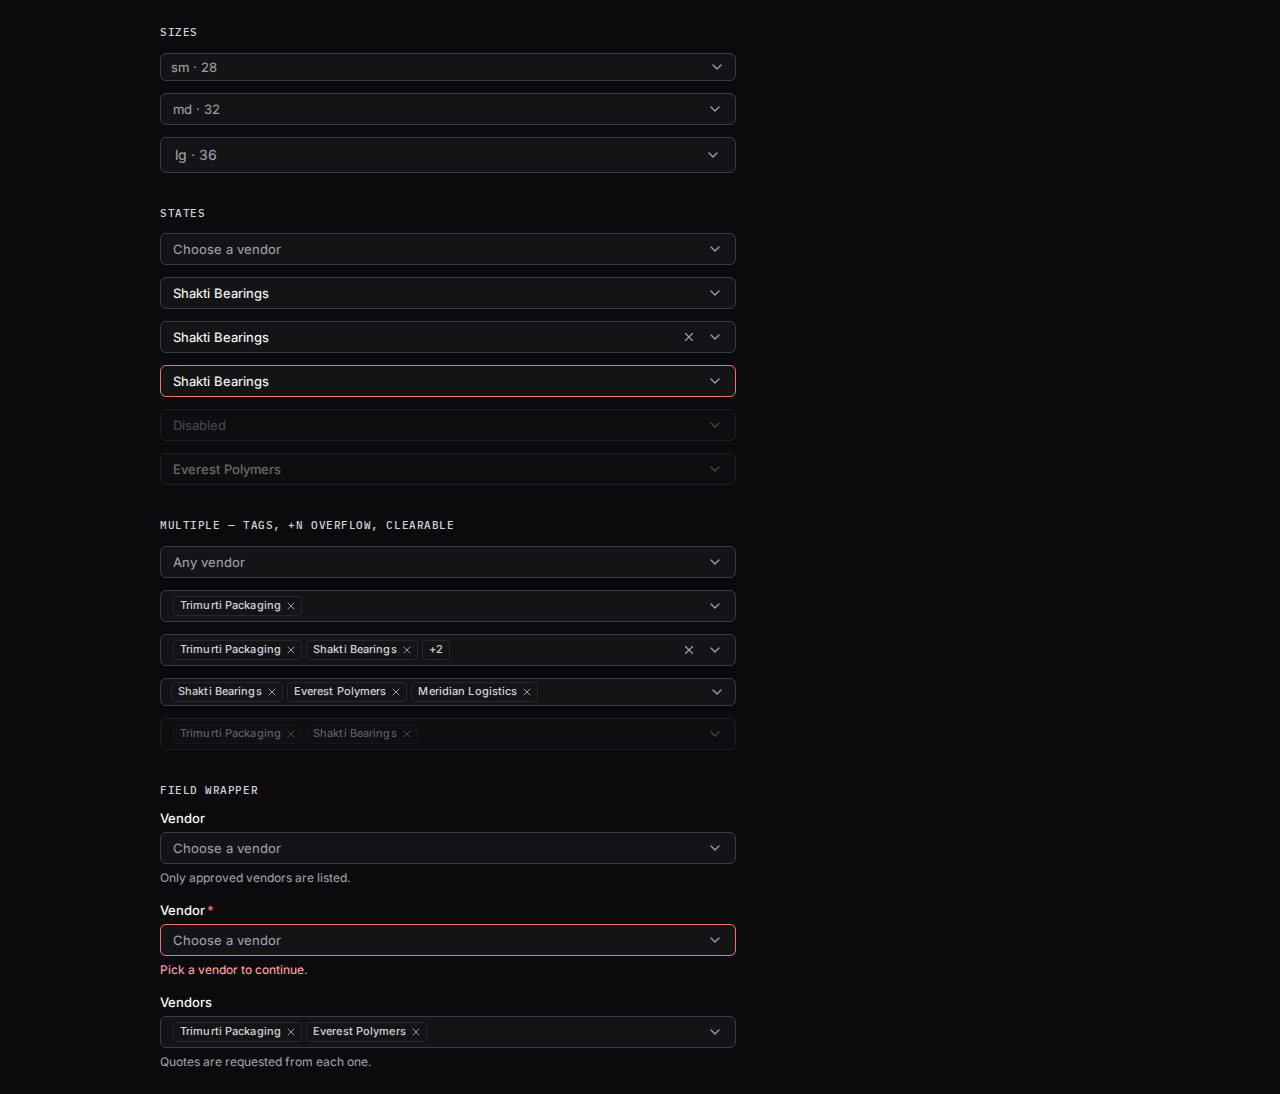 SIZES
sm · 28
md · 32
lg · 36
STATES
Choose a vendor
Shakti Bearings
Shakti Bearings
Shakti Bearings
Disabled
Everest Polymers
MULTIPLE — TAGS, +N OVERFLOW, CLEARABLE
Any vendor
Trimurti Packaging
Trimurti Packaging Shakti Bearings +2
Shakti Bearings Everest Polymers Meridian Logistics
Trimurti Packaging Shakti Bearings
FIELD WRAPPER
Vendor
Choose a vendor
Only approved vendors are listed.
Vendor *
Choose a vendor
Pick a vendor to continue.
Vendors
Trimurti Packaging Everest Polymers
Quotes are requested from each one.